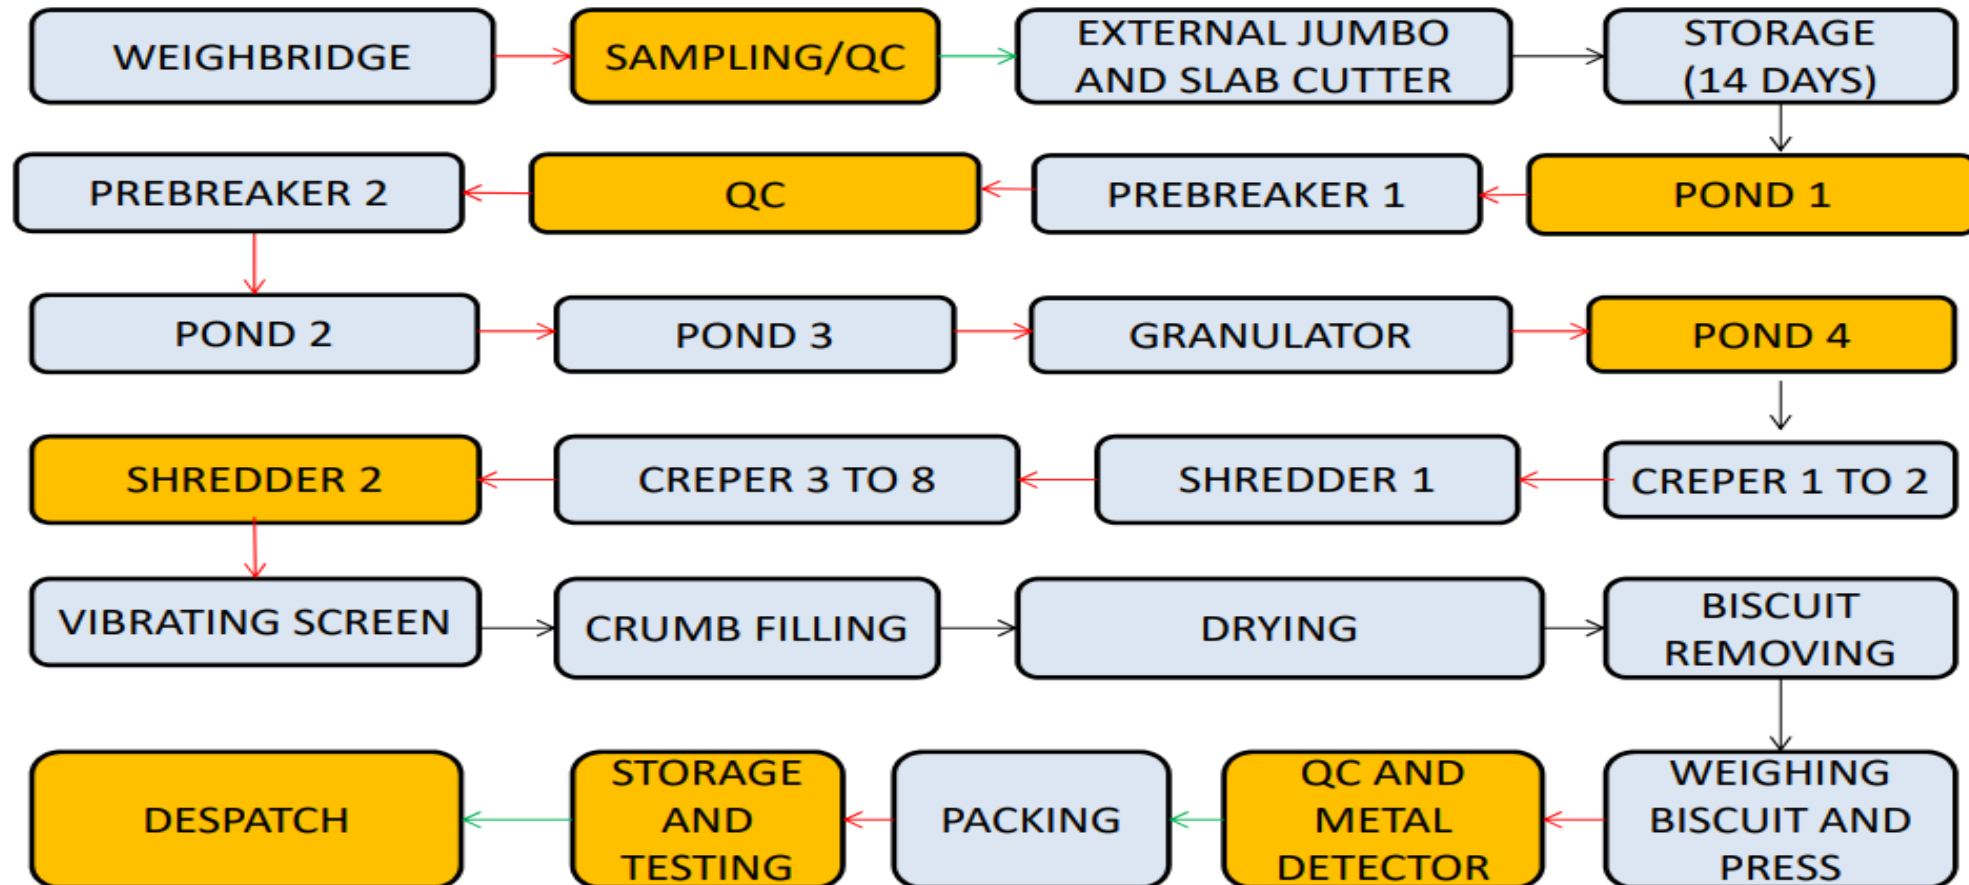 WEIGHBRIDGE
SAMPLING/QC
EXTERNAL JUMBO
AND SLAB CUTTER
STORAGE
(14 DAYS)
POND 1
PREBREAKER 1
QC
PREBREAKER 2
POND 2
POND 3
GRANULATOR
POND 4
CREPER 1 TO 2
SHREDDER 1
CREPER 3 TO 8
SHREDDER 2
VIBRATING SCREEN
CRUMB FILLING
DRYING
BISCUIT
REMOVING
WEIGHING
BISCUIT AND
PRESS
QC AND
METAL
DETECTOR
PACKING
STORAGE
AND
TESTING
DESPATCH